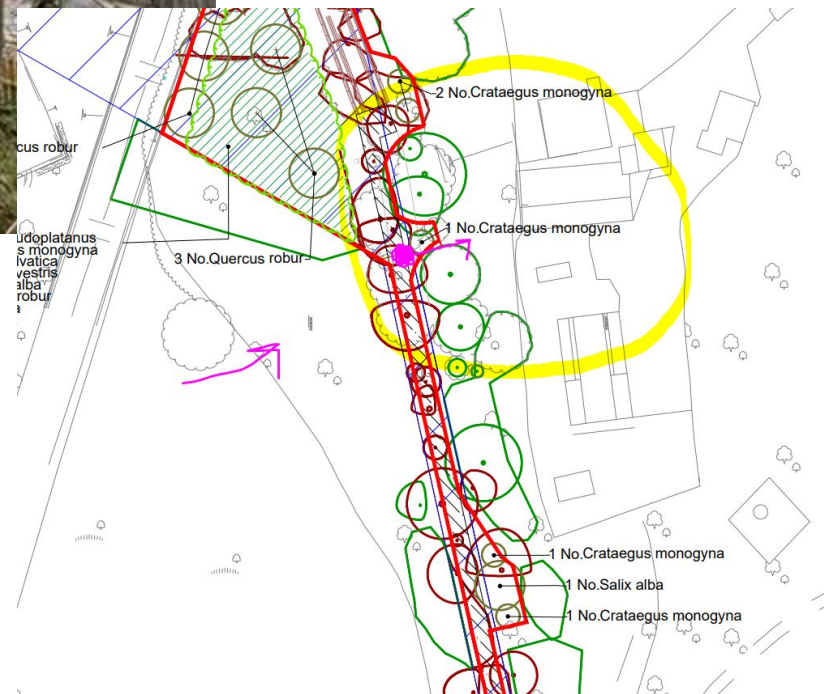 2 No.Crataegus monogyna
cus robur
1 No.Crataegus monogyna
udoplatanus
s monogyna
lvatica
vestris
alba
robur
a
3 No.Quercus robur
1 No.Crataegus monogyna
1 No.Salix alba
1 No.Crataegus monogyna